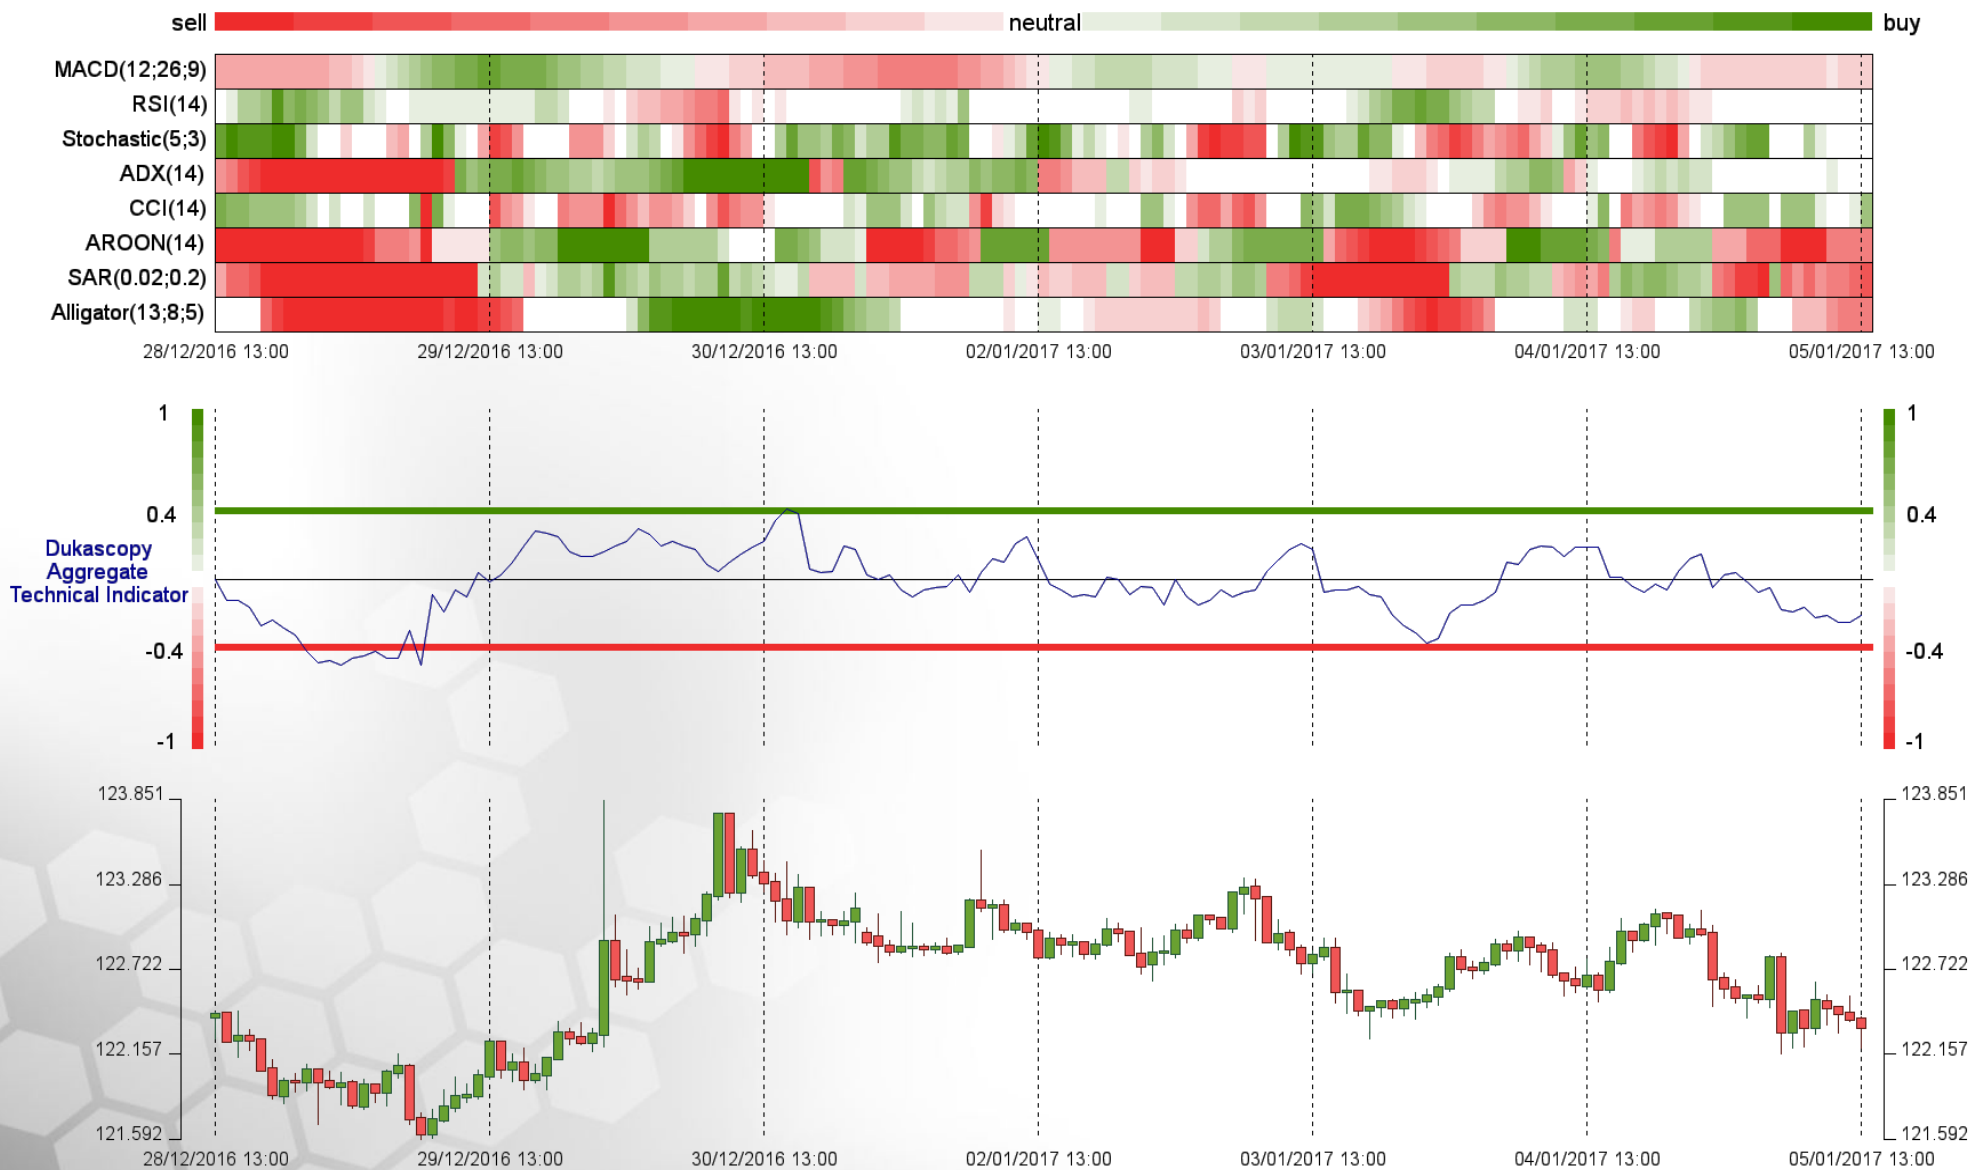 sell neutral buy
MACD(12;26;9)
RSI(14)
Stochastic(5;3)
ADX(14)
CCI(14)
AROON(14)
SAR(0.02;0.2)
Alligator(13;8;5)
28/12/2016 13:00 29/12/2016 13:00 30/12/2016 13:00 02/01/2017 13:00 03/01/2017 13:00 04/01/2017 13:00 05/01/2017 13:00
1 1
0.4 0.4
Dukascopy
Aggregate
Technical Indicator
-0.4 -0.4
-1 -1
123.851 123.851
123.286 123.286
122.722 122.722
122.157 122.157
121.592 121.592
28/12/2016 13:00 29/12/2016 13:00 30/12/2016 13:00 02/01/2017 13:00 03/01/2017 13:00 04/01/2017 13:00 05/01/2017 13:00